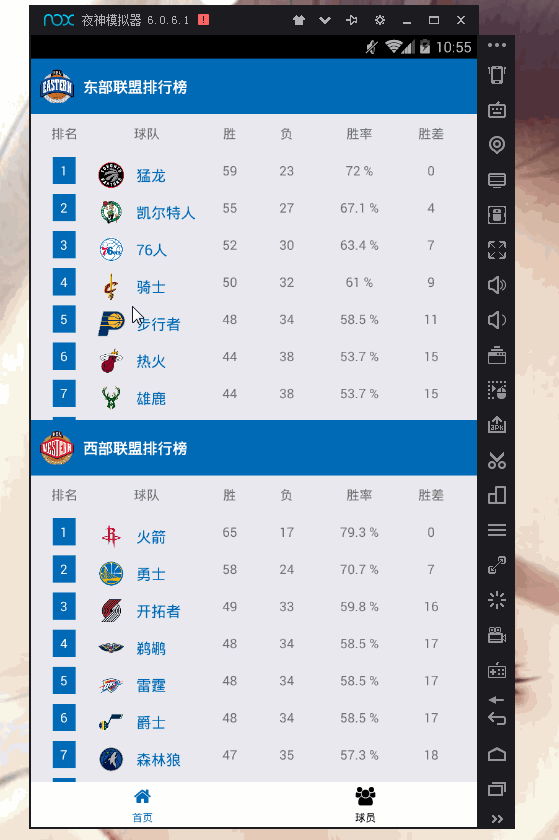 nox 夜神模拟器 6.0.6.1
10:55
EASTERN 东部联盟排行榜
排名 球队 胜 负 胜率 胜差
1 猛龙 59 23 72 % 0
2 凯尔特人 55 27 67.1 % 4
3 76人 52 30 63.4 % 7
4 骑士 50 32 61 % 9
5 步行者 48 34 58.5 % 11
6 热火 44 38 53.7 % 15
7 雄鹿 44 38 53.7 % 15
WESTERN 西部联盟排行榜
排名 球队 胜 负 胜率 胜差
1 火箭 65 17 79.3 % 0
2 勇士 58 24 70.7 % 7
3 开拓者 49 33 59.8 % 16
4 鹈鹕 48 34 58.5 % 17
5 雷霆 48 34 58.5 % 17
6 爵士 48 34 58.5 % 17
7 森林狼 47 35 57.3 % 18
首页 球员